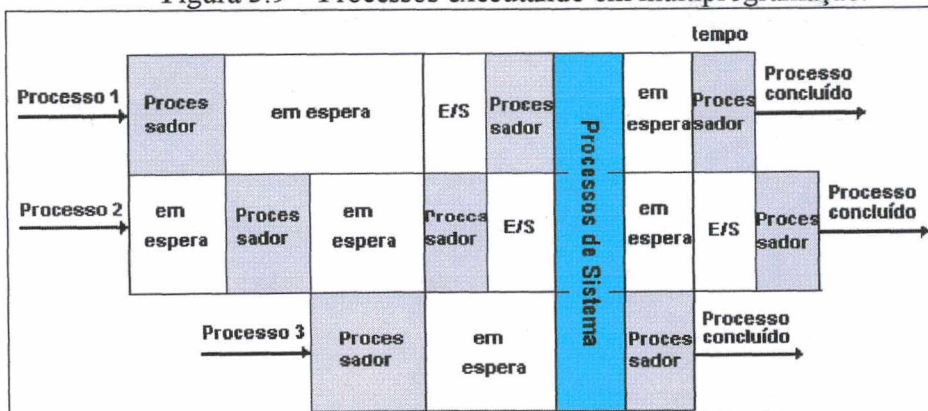 Figura 3.9 – Processos executando em multiprogramação.
tempo
Processo 1
Proces
sador
em espera
E/S
Proces
sador
Processos de Sistema
em
espera
Proces
sador
Processo
concluído
Processo 2
em
espera
Proces
sador
em
espera
Proces
sador
E/S
em
espera
E/S
Proces
sador
Processo
concluído
Processo 3
Proces
sador
em
espera
Proces
sador
Processo
concluído